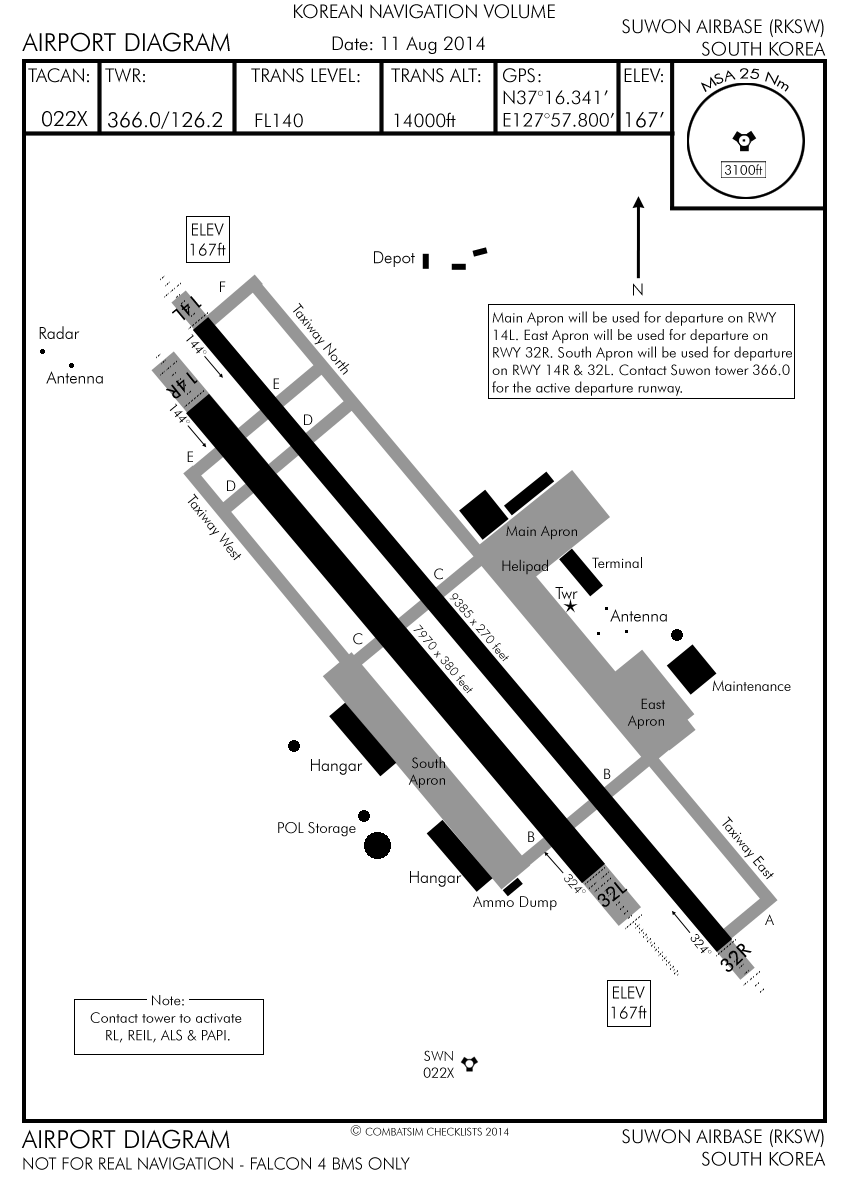 KOREAN NAVIGATION VOLUME
AIRPORT DIAGRAM
Date: 11 Aug 2014
SUWON AIRBASE (RKSW)
SOUTH KOREA
TACAN:
022X
TWR:
366.0/126.2
TRANS LEVEL:
FL140
TRANS ALT:
14000ft
GPS:
N37°16.341'
E127°57.800'
ELEV:
167'
MSA 25 Nm
3100ft
ELEV
167ft
Depot
N
Main Apron will be used for departure on RWY
14L. East Apron will be used for departure on
RWY 32R. South Apron will be used for departure
on RWY 14R & 32L. Contact Suwon tower 366.0
for the active departure runway.
F
14L
Taxiway North
Radar
Antenna
144°
14R
144°
E
D
E
D
Taxiway West
Main Apron
Helipad
Terminal
Twr
Antenna
C
9385 x 270 feet
C
7970 x 380 feet
Maintenance
East
Apron
Hangar
South
Apron
B
POL Storage
B
Taxiway East
Hangar
324°
32L
Ammo Dump
A
324°
32R
ELEV
167ft
Note:
Contact tower to activate
RL, REIL, ALS & PAPI.
SWN
022X
AIRPORT DIAGRAM
© COMBATSIM CHECKLISTS 2014
SUWON AIRBASE (RKSW)
NOT FOR REAL NAVIGATION - FALCON 4 BMS ONLY
SOUTH KOREA